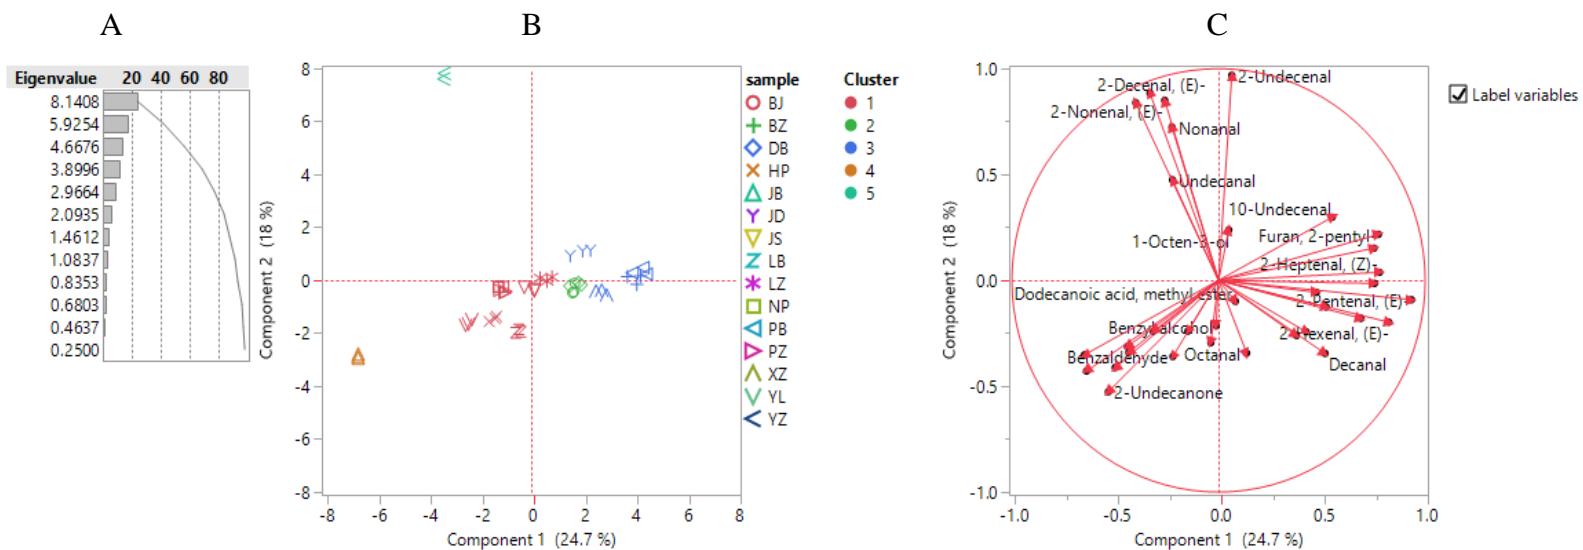 A
B
C
Eigenvalue 20 40 60 80
8.1408
5.9254
4.6676
3.8996
2.9664
2.0935
1.4612
1.0837
0.8353
0.6803
0.4637
0.2500
Component 2 (18 %)
8
6
4
2
0
-2
-4
-6
-8
-8 -6 -4 -2 0 2 4 6 8
Component 1 (24.7 %)
sample
BJ
BZ
DB
HP
JB
JD
JS
LB
LZ
NP
PB
PZ
XZ
YL
YZ
Cluster
1
2
3
4
5
Component 2 (18 %)
1.0
0.5
0.0
-0.5
-1.0
2-Undecenal
2-Decenal, (E)-
2-Nonenal, (E)-
Nonanal
Undecanal
10-Undecenal
1-Octen-3-ol
Furan, 2-pentyl
2-Heptenal, (Z)-
Dodecanoic acid, methyl ester
2-Pentenal, (E)-
Benzyl alcohol
2-Hexenal, (E)-
Benzaldehyde
Octanal
Decanal
2-Undecanone
-1.0 -0.5 0.0 0.5 1.0
Component 1 (24.7 %)
Label variables